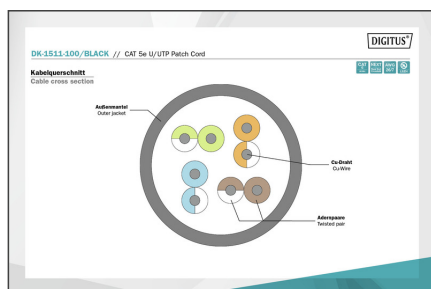 DIGITUS®
DK-1511-100/BLACK // CAT 5e U/UTP Patch Cord
Kabelquerschnitt
Cable cross section
Außenmantel
Outer jacket
Cu-Draht
Cu-Wire
Adernpaare
Twisted pair